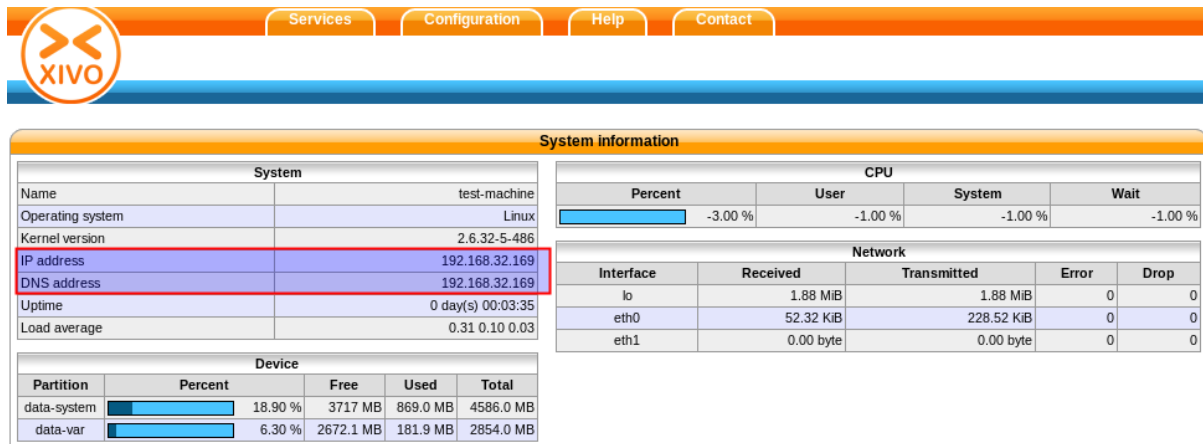 Services Configuration Help Contact
XIVO
System information
System
Name test-machine
Operating system Linux
Kernel version 2.6.32-5-486
IP address 192.168.32.169
DNS address 192.168.32.169
Uptime 0 day(s) 00:03:35
Load average 0.31 0.10 0.03
Device
Partition Percent Free Used Total
data-system 18.90 % 3717 MB 869.0 MB 4586.0 MB
data-var 6.30 % 2672.1 MB 181.9 MB 2854.0 MB
CPU
Percent User System Wait
-3.00 % -1.00 % -1.00 % -1.00 %
Network
Interface Received Transmitted Error Drop
lo 1.88 MiB 1.88 MiB 0 0
eth0 52.32 KiB 228.52 KiB 0 0
eth1 0.00 byte 0.00 byte 0 0